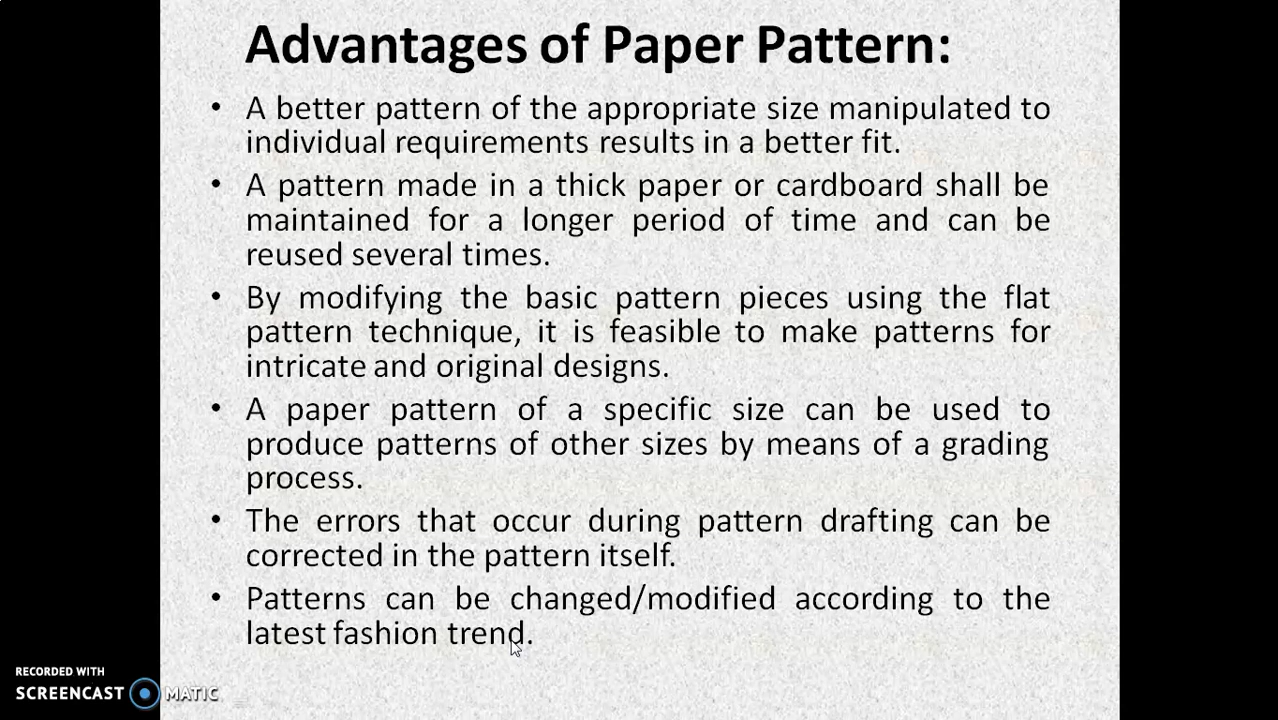 Advantages of Paper Pattern:
• A better pattern of the appropriate size manipulated to
individual requirements results in a better fit.
• A pattern made in a thick paper or cardboard shall be
maintained for a longer period of time and can be
reused several times.
• By modifying the basic pattern pieces using the flat
pattern technique, it is feasible to make patterns for
intricate and original designs.
• A paper pattern of a specific size can be used to
produce patterns of other sizes by means of a grading
process.
• The errors that occur during pattern drafting can be
corrected in the pattern itself.
• Patterns can be changed/modified according to the
latest fashion trend.
RECORDED WITH
SCREENCAST MATIC